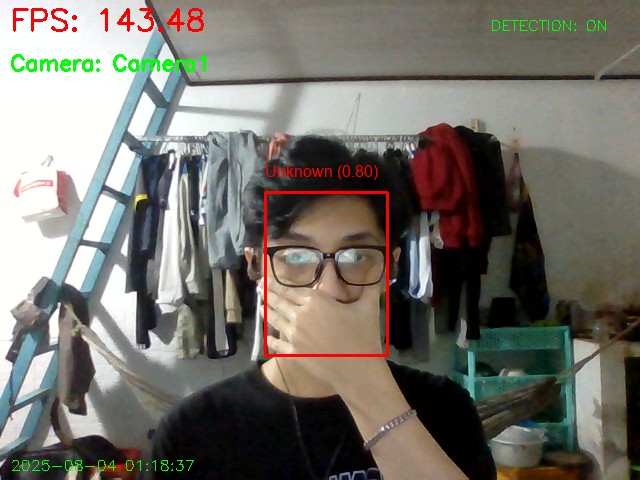 FPS: 143.48
DETECTION: ON
Camera: Camera1
Unknown (0.80)
2025-08-04 01:18:37